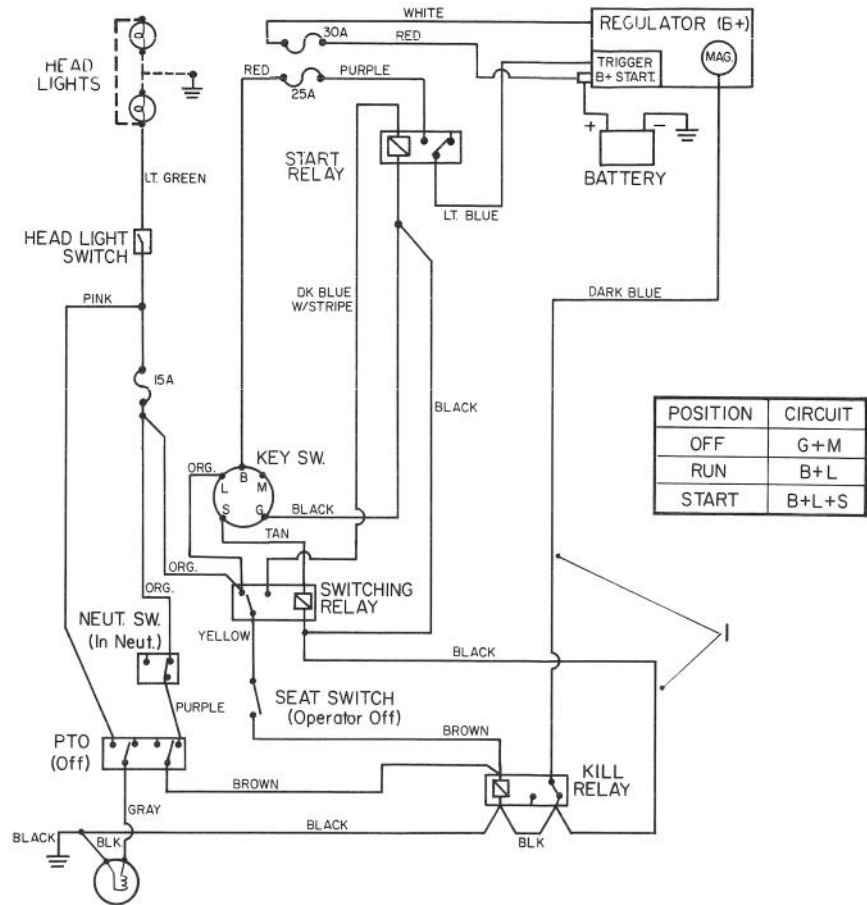 WHITE
REGULATOR (B+)
30A
RED
MAG.
TRIGGER
B+ START.
HEAD
LIGHTS
RED
PURPLE
25A
+
−
BATTERY
START
RELAY
LT. GREEN
LT. BLUE
HEAD LIGHT
SWITCH
PINK
DK BLUE
W/STRIPE
DARK BLUE
15A
BLACK
POSITION CIRCUIT
OFF G+M
RUN B+L
START B+L+S
KEY SW.
ORG.
B
L
M
S
G
BLACK
TAN
ORG.
SWITCHING
RELAY
NEUT. SW.
(In Neut.)
YELLOW
BLACK
1
SEAT SWITCH
(Operator Off)
PURPLE
BROWN
PTO
(Off)
BROWN
KILL
RELAY
GRAY
BLACK
BLACK
BLK
BLK